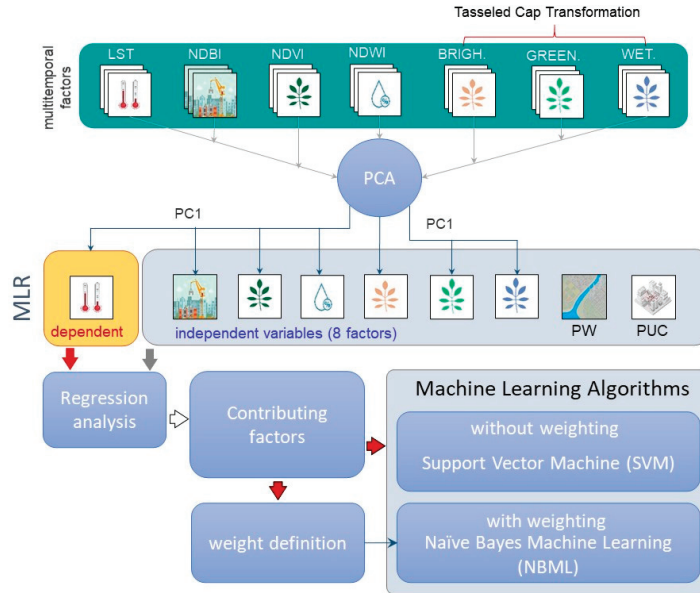 Tasseled Cap Transformation
multitemporal
factors
LST
NDBI
NDVI
NDWI
BRIGH.
GREEN.
WET.
PCA
PC1
PC1
MLR
dependent
independent variables (8 factors)
PW
PUC
Regression
analysis
Contributing
factors
Machine Learning Algorithms
without weighting
Support Vector Machine (SVM)
weight definition
with weighting
Naïve Bayes Machine Learning
(NBML)